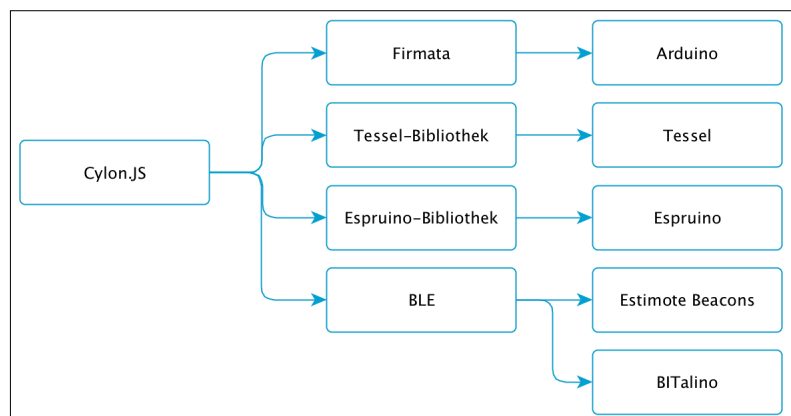 Cylon.JS
Firmata
Arduino
Tessel-Bibliothek
Tessel
Espruino-Bibliothek
Espruino
BLE
Estimote Beacons
BITalino